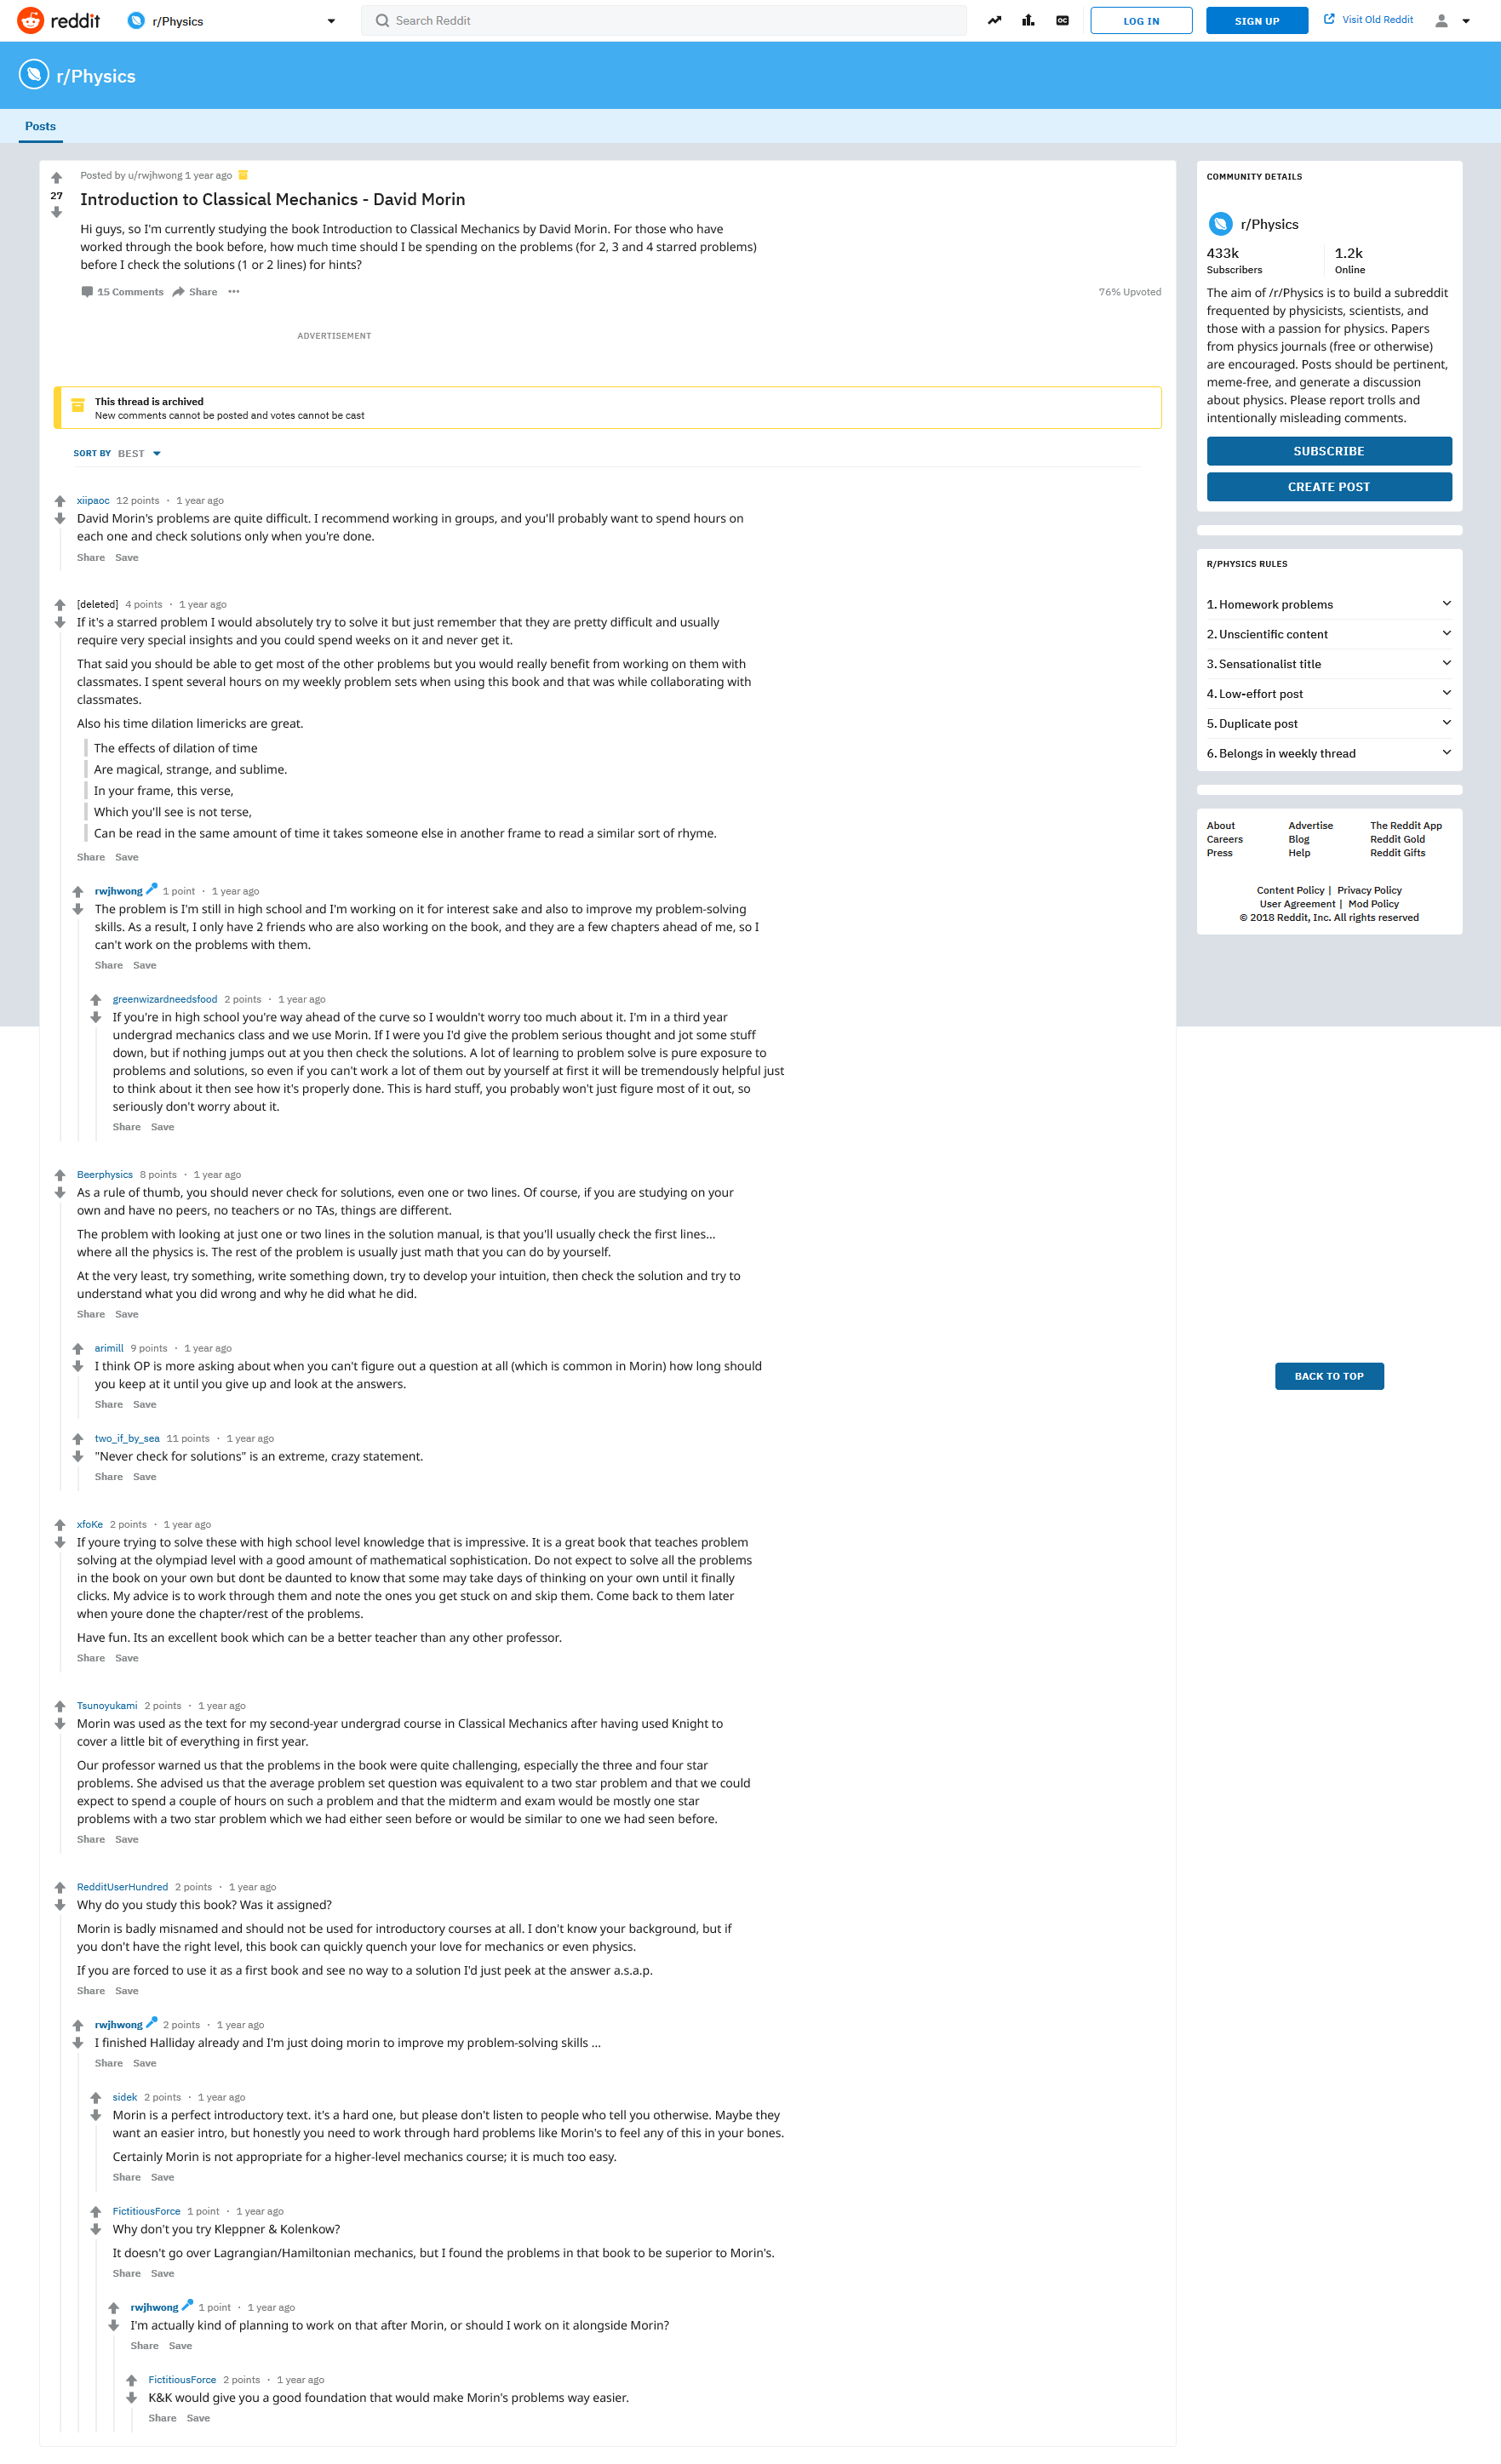 reddit
r/Physics
Search Reddit
LOG IN
SIGN UP
Visit Old Reddit
r/Physics
Posts
27
Posted by u/rwjhwong 1 year ago
Introduction to Classical Mechanics - David Morin
Hi guys, so I'm currently studying the book Introduction to Classical Mechanics by David Morin. For those who have
worked through the book before, how much time should I be spending on the problems (for 2, 3 and 4 starred problems)
before I check the solutions (1 or 2 lines) for hints?
15 Comments Share ···
76% Upvoted
ADVERTISEMENT
This thread is archived
New comments cannot be posted and votes cannot be cast
SORT BY BEST
xiipaoc 12 points · 1 year ago
David Morin's problems are quite difficult. I recommend working in groups, and you'll probably want to spend hours on
each one and check solutions only when you're done.
Share Save
[deleted] 4 points · 1 year ago
If it's a starred problem I would absolutely try to solve it but just remember that they are pretty difficult and usually
require very special insights and you could spend weeks on it and never get it.
That said you should be able to get most of the other problems but you would really benefit from working on them with
classmates. I spent several hours on my weekly problem sets when using this book and that was while collaborating with
classmates.
Also his time dilation limericks are great.
The effects of dilation of time
Are magical, strange, and sublime.
In your frame, this verse,
Which you'll see is not terse,
Can be read in the same amount of time it takes someone else in another frame to read a similar sort of rhyme.
Share Save
rwjhwong 1 point · 1 year ago
The problem is I'm still in high school and I'm working on it for interest sake and also to improve my problem-solving
skills. As a result, I only have 2 friends who are also working on the book, and they are a few chapters ahead of me, so I
can't work on the problems with them.
Share Save
greenwizardneedsfood 2 points · 1 year ago
If you're in high school you're way ahead of the curve so I wouldn't worry too much about it. I'm in a third year
undergrad mechanics class and we use Morin. If I were you I'd give the problem serious thought and jot some stuff
down, but if nothing jumps out at you then check the solutions. A lot of learning to problem solve is pure exposure to
problems and solutions, so even if you can't work a lot of them out by yourself at first it will be tremendously helpful just
to think about it then see how it's properly done. This is hard stuff, you probably won't just figure most of it out, so
seriously don't worry about it.
Share Save
Beerphysics 8 points · 1 year ago
As a rule of thumb, you should never check for solutions, even one or two lines. Of course, if you are studying on your
own and have no peers, no teachers or no TAs, things are different.
The problem with looking at just one or two lines in the solution manual, is that you'll usually check the first lines...
where all the physics is. The rest of the problem is usually just math that you can do by yourself.
At the very least, try something, write something down, try to develop your intuition, then check the solution and try to
understand what you did wrong and why he did what he did.
Share Save
arimill 9 points · 1 year ago
I think OP is more asking about when you can't figure out a question at all (which is common in Morin) how long should
you keep at it until you give up and look at the answers.
Share Save
two_if_by_sea 11 points · 1 year ago
"Never check for solutions" is an extreme, crazy statement.
Share Save
xfoKe 2 points · 1 year ago
If youre trying to solve these with high school level knowledge that is impressive. It is a great book that teaches problem
solving at the olympiad level with a good amount of mathematical sophistication. Do not expect to solve all the problems
in the book on your own but dont be daunted to know that some may take days of thinking on your own until it finally
clicks. My advice is to work through them and note the ones you get stuck on and skip them. Come back to them later
when youre done the chapter/rest of the problems.
Have fun. Its an excellent book which can be a better teacher than any other professor.
Share Save
Tsunoyukami 2 points · 1 year ago
Morin was used as the text for my second-year undergrad course in Classical Mechanics after having used Knight to
cover a little bit of everything in first year.
Our professor warned us that the problems in the book were quite challenging, especially the three and four star
problems. She advised us that the average problem set question was equivalent to a two star problem and that we could
expect to spend a couple of hours on such a problem and that the midterm and exam would be mostly one star
problems with a two star problem which we had either seen before or would be similar to one we had seen before.
Share Save
RedditUserHundred 2 points · 1 year ago
Why do you study this book? Was it assigned?
Morin is badly misnamed and should not be used for introductory courses at all. I don't know your background, but if
you don't have the right level, this book can quickly quench your love for mechanics or even physics.
If you are forced to use it as a first book and see no way to a solution I'd just peek at the answer a.s.a.p.
Share Save
rwjhwong 2 points · 1 year ago
I finished Halliday already and I'm just doing morin to improve my problem-solving skills ...
Share Save
sidek 2 points · 1 year ago
Morin is a perfect introductory text. it's a hard one, but please don't listen to people who tell you otherwise. Maybe they
want an easier intro, but honestly you need to work through hard problems like Morin's to feel any of this in your bones.
Certainly Morin is not appropriate for a higher-level mechanics course; it is much too easy.
Share Save
FictitiousForce 1 point · 1 year ago
Why don't you try Kleppner & Kolenkow?
It doesn't go over Lagrangian/Hamiltonian mechanics, but I found the problems in that book to be superior to Morin's.
Share Save
rwjhwong 1 point · 1 year ago
I'm actually kind of planning to work on that after Morin, or should I work on it alongside Morin?
Share Save
FictitiousForce 2 points · 1 year ago
K&K would give you a good foundation that would make Morin's problems way easier.
Share Save
COMMUNITY DETAILS
r/Physics
433k 1.2k
Subscribers Online
The aim of /r/Physics is to build a subreddit
frequented by physicists, scientists, and
those with a passion for physics. Papers
from physics journals (free or otherwise)
are encouraged. Posts should be pertinent,
meme-free, and generate a discussion
about physics. Please report trolls and
intentionally misleading comments.
SUBSCRIBE
CREATE POST
R/PHYSICS RULES
1. Homework problems
2. Unscientific content
3. Sensationalist title
4. Low-effort post
5. Duplicate post
6. Belongs in weekly thread
About Advertise The Reddit App
Careers Blog Reddit Gold
Press Help Reddit Gifts
Content Policy | Privacy Policy
User Agreement | Mod Policy
© 2018 Reddit, Inc. All rights reserved
BACK TO TOP